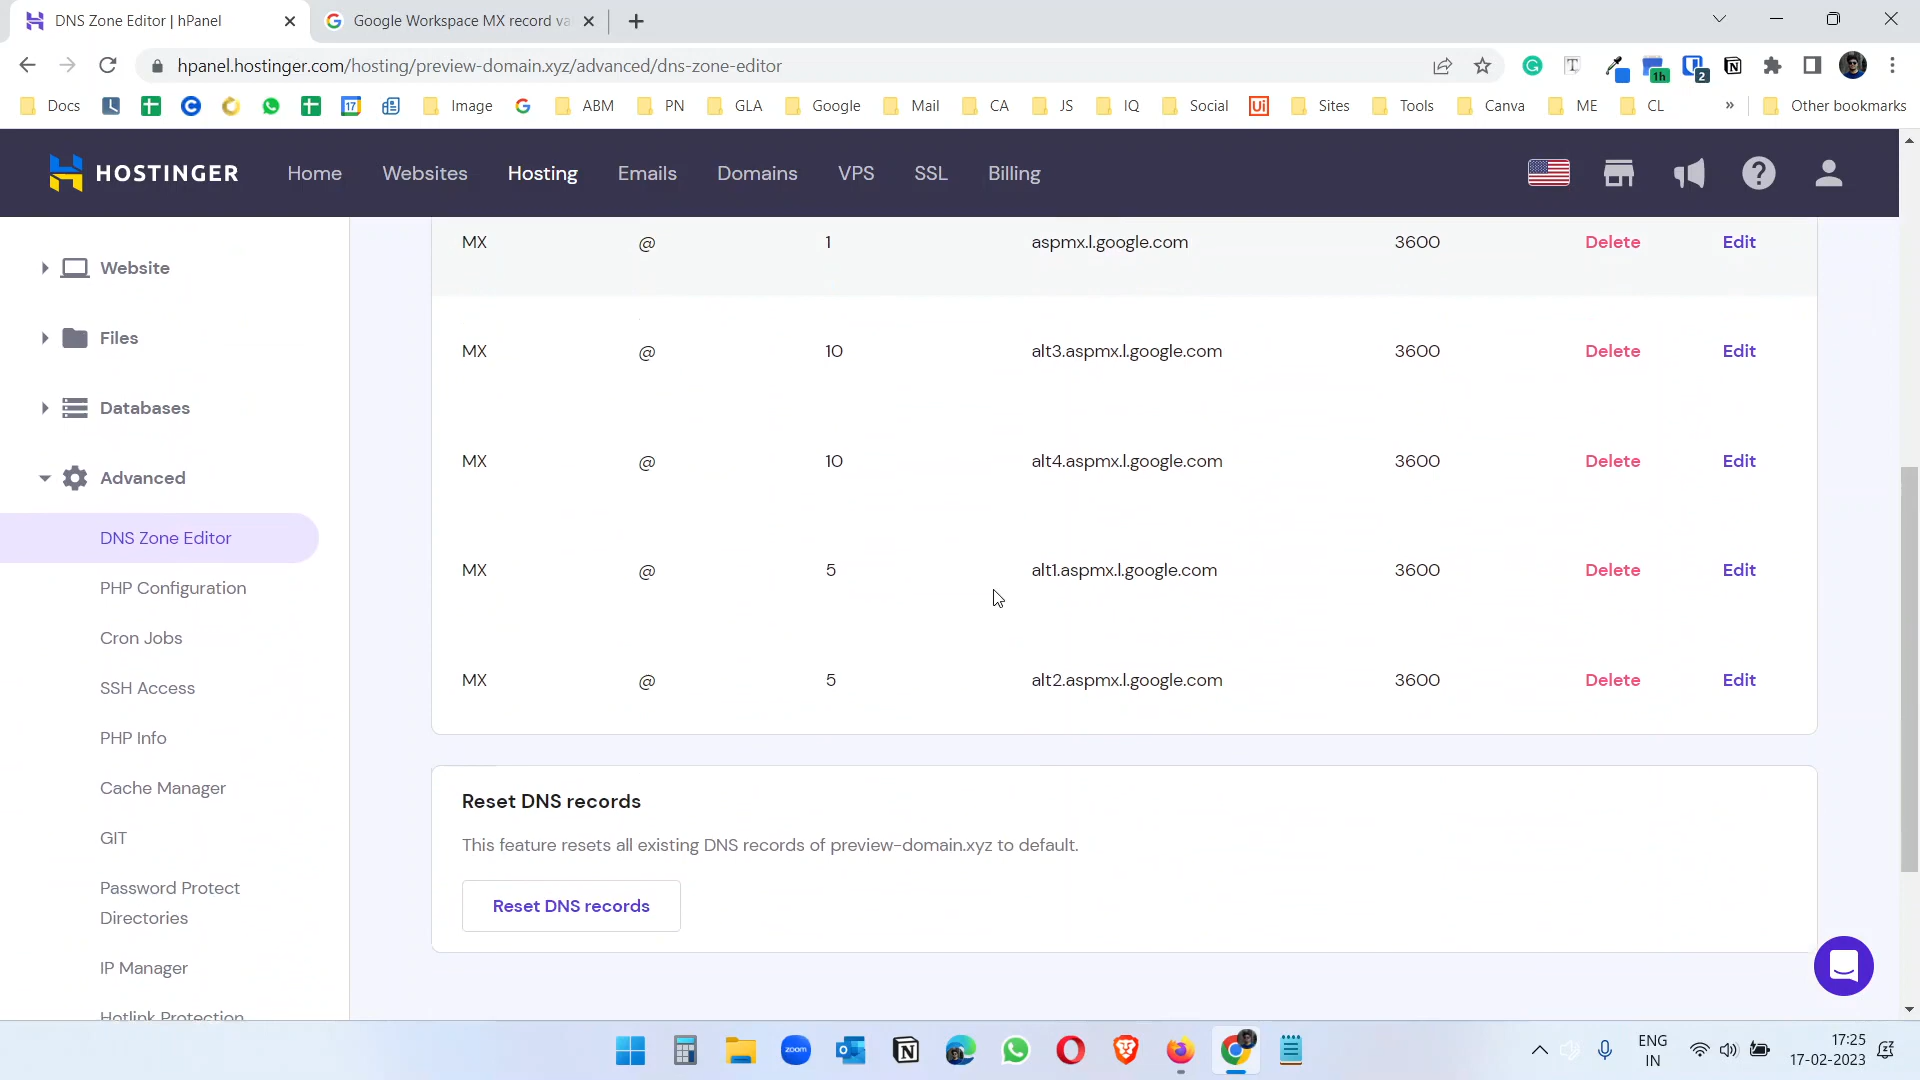 DNS Zone Editor | hPanel
Google Workspace MX record va
hpanel.hostinger.com/hosting/preview-domain.xyz/advanced/dns-zone-editor
1h
2
Docs
17
Image
ABM
PN
GLA
Google
Mail
CA
JS
IQ
Social
Ui
Sites
Tools
Canva
ME
CL
»
Other bookmarks
HOSTINGER
Home
Websites
Hosting
Emails
Domains
VPS
SSL
Billing
Website
Files
Databases
Advanced
DNS Zone Editor
PHP Configuration
Cron Jobs
SSH Access
PHP Info
Cache Manager
GIT
Password Protect
Directories
IP Manager
Hotlink Protection
MX @ 1 aspmx.l.google.com 3600 Delete Edit
MX @ 10 alt3.aspmx.l.google.com 3600 Delete Edit
MX @ 10 alt4.aspmx.l.google.com 3600 Delete Edit
MX @ 5 alt1.aspmx.l.google.com 3600 Delete Edit
MX @ 5 alt2.aspmx.l.google.com 3600 Delete Edit
Reset DNS records
This feature resets all existing DNS records of preview-domain.xyz to default.
Reset DNS records
zoom
ENG
IN
17:25
17-02-2023